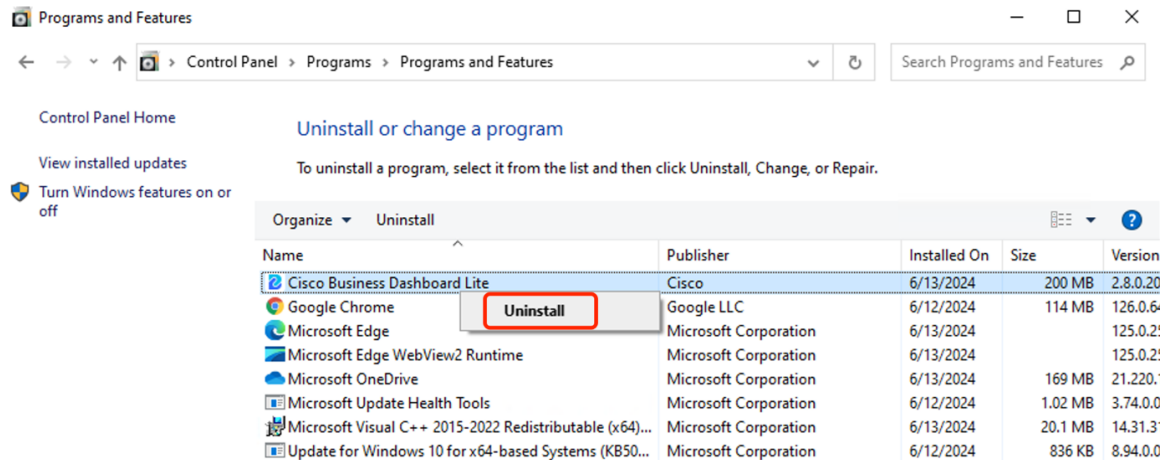 Programs and Features
Control Panel > Programs > Programs and Features
Search Programs and Features
Control Panel Home
View installed updates
Turn Windows features on or
off
Uninstall or change a program
To uninstall a program, select it from the list and then click Uninstall, Change, or Repair.
Organize Uninstall
Name Publisher Installed On Size Version
Cisco Business Dashboard Lite Cisco 6/13/2024 200 MB 2.8.0.20
Google Chrome Google LLC 6/12/2024 114 MB 126.0.64
Uninstall
Microsoft Edge Microsoft Corporation 6/13/2024 125.0.25
Microsoft Edge WebView2 Runtime Microsoft Corporation 6/13/2024 125.0.25
Microsoft OneDrive Microsoft Corporation 6/13/2024 169 MB 21.220.1
Microsoft Update Health Tools Microsoft Corporation 6/12/2024 1.02 MB 3.74.0.0
Microsoft Visual C++ 2015-2022 Redistributable (x64)... Microsoft Corporation 6/13/2024 20.1 MB 14.31.31
Update for Windows 10 for x64-based Systems (KB50... Microsoft Corporation 6/12/2024 836 KB 8.94.0.0